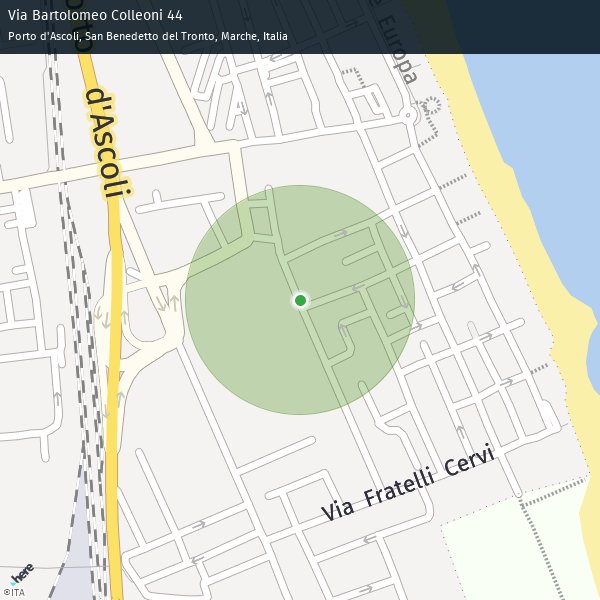 Via Bartolomeo Colleoni 44
Porto d'Ascoli, San Benedetto del Tronto, Marche, Italia
e Europa
d'Ascoli
Via Fratelli Cervi
here
©ITA